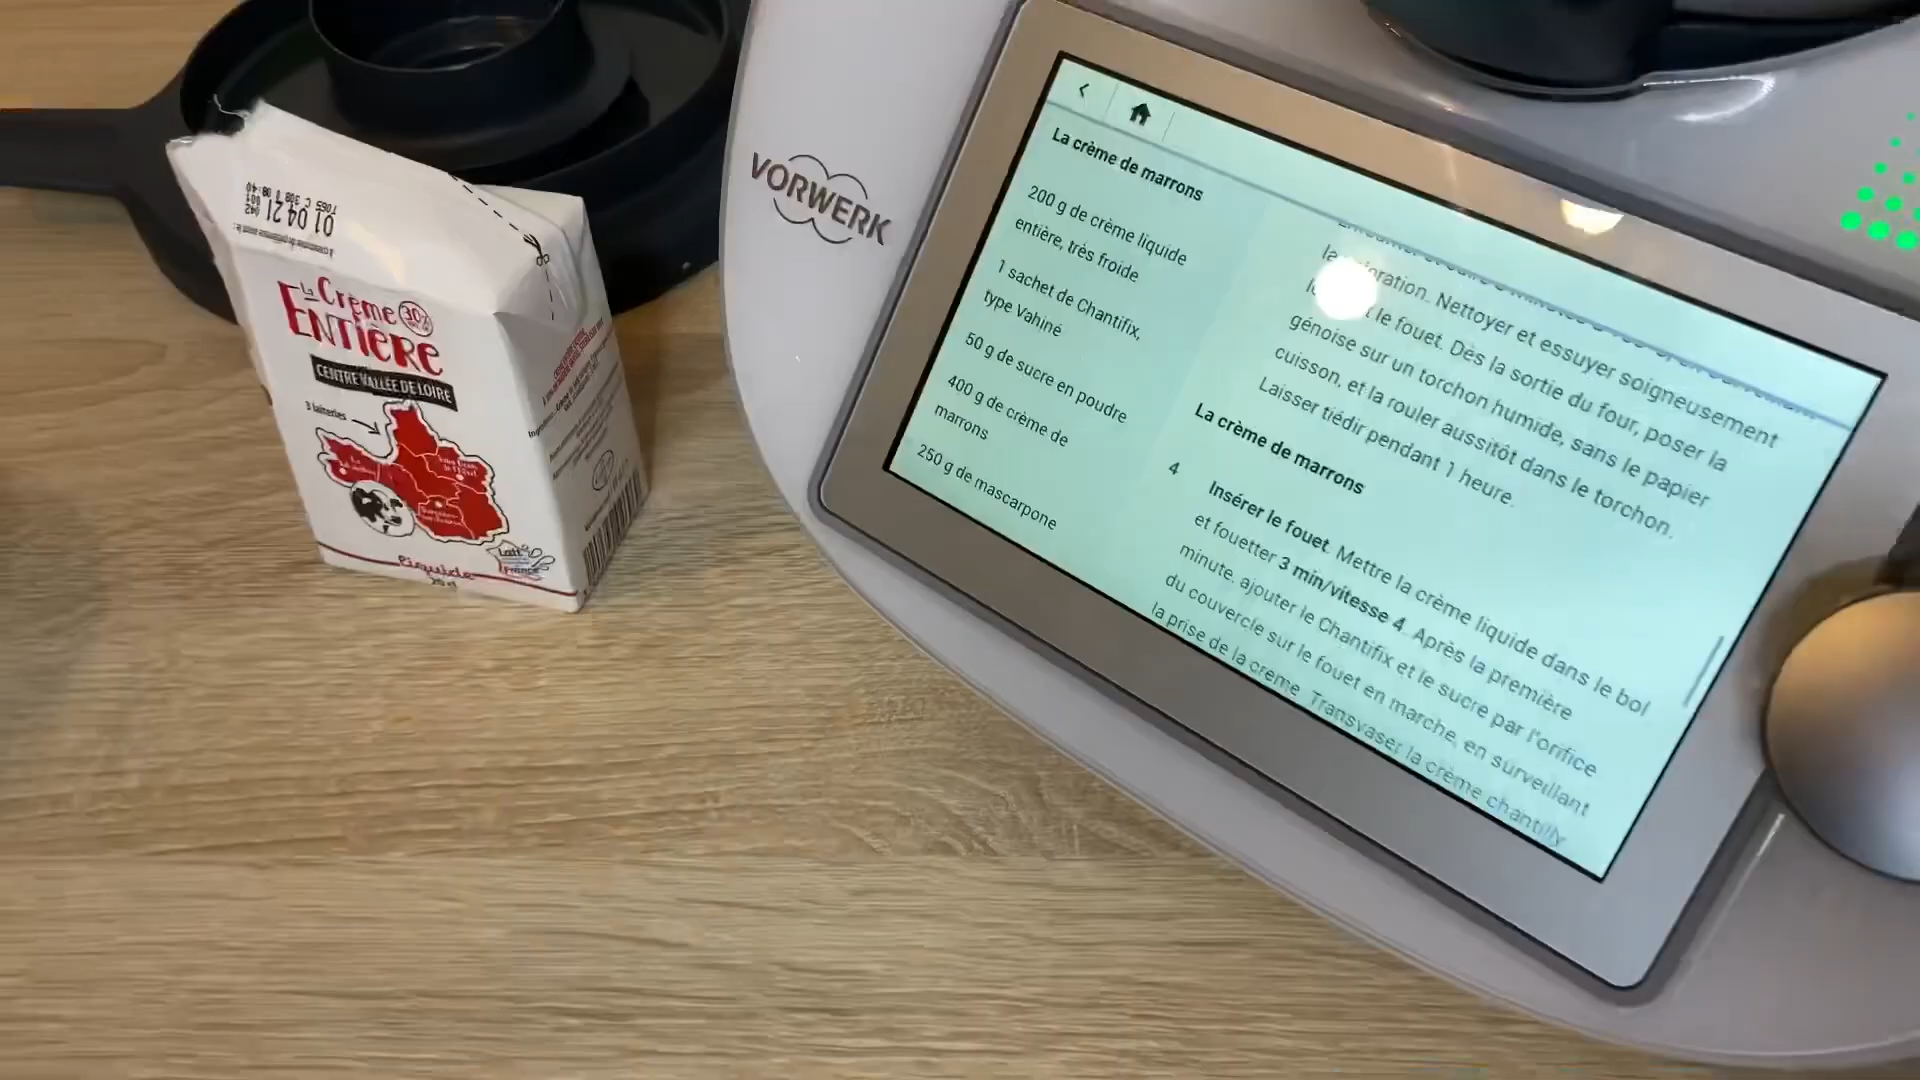 01 04 21
La Crème
30%
ENTIÈRE
CENTRE VALLÉE DE LOIRE
3 laiteries
liquide
20 cl
VORWERK
La crème de marrons
200 g de crème liquide
entière, très froide
1 sachet de Chantifix,
type Vahiné
50 g de sucre en poudre
400 g de crème de
marrons
250 g de mascarpone
Nettoyer et essuyer soigneusement
le fouet. Dès la sortie du four, poser la
génoise sur un torchon humide, sans le papier
cuisson, et la rouler aussitôt dans le torchon.
Laisser tiédir pendant 1 heure.
La crème de marrons
4
Insérer le fouet. Mettre la crème liquide dans le bol
et fouetter 3 min/vitesse 4. Après la première
minute, ajouter le Chantifix et le sucre par l'orifice
du couvercle sur le fouet en marche, en surveillant
la prise de la crème. Transvaser la crème chantilly